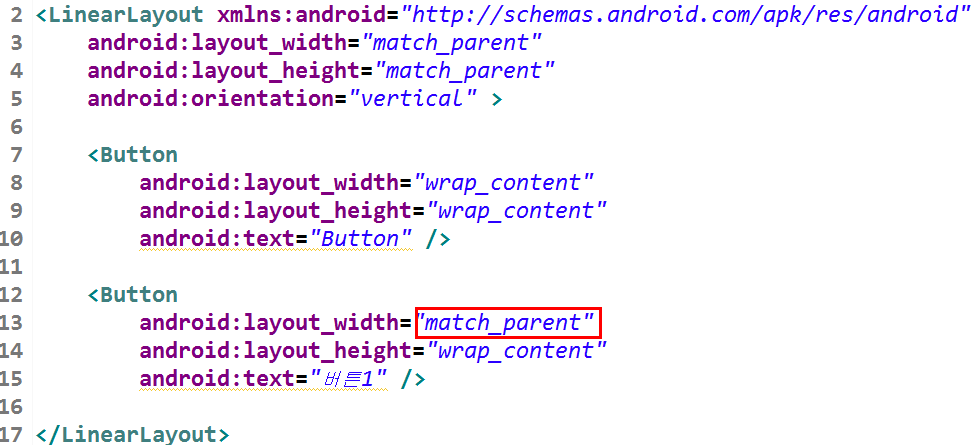 2 <LinearLayout xmlns:android="http://schemas.android.com/apk/res/android"
3     android:layout_width="match_parent"
4     android:layout_height="match_parent"
5     android:orientation="vertical" >
6
7     <Button
8         android:layout_width="wrap_content"
9         android:layout_height="wrap_content"
10         android:text="Button" />
11
12     <Button
13         android:layout_width="match_parent"
14         android:layout_height="wrap_content"
15         android:text="버튼1" />
16
17 </LinearLayout>